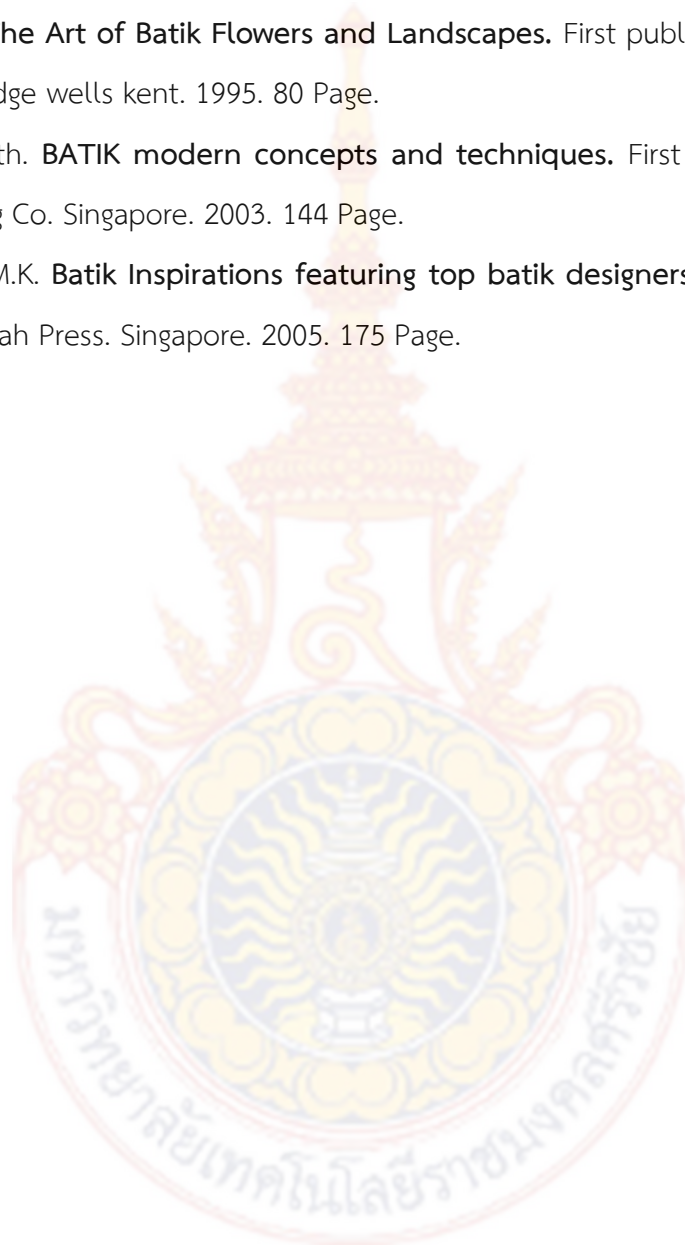 he Art of Batik Flowers and Landscapes. First publ
dge wells kent. 1995. 80 Page.
th. BATIK modern concepts and techniques. First
g Co. Singapore. 2003. 144 Page.
M.K. Batik Inspirations featuring top batik designers
ah Press. Singapore. 2005. 175 Page.
มหาวิทยาลัยเทคโนโลยีราชมงคลศรีวิชัย